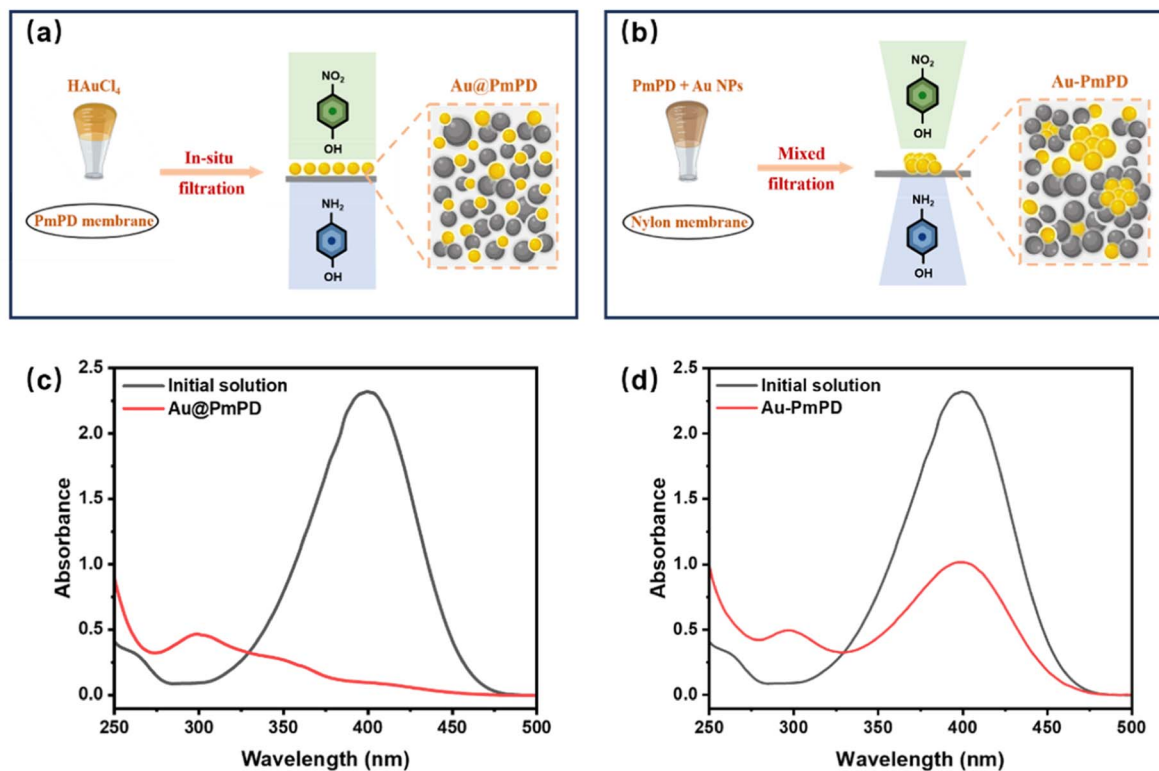 (a)
HAuCl₄
PmPD membrane
In-situ
filtration
NO₂
OH
NH₂
OH
Au@PmPD
(b)
PmPD + Au NPs
Nylon membrane
Mixed
filtration
NO₂
OH
NH₂
OH
Au-PmPD
(c)
Initial solution
Au@PmPD
Absorbance
2.5
2.0
1.5
1.0
0.5
0.0
250 300 350 400 450 500
Wavelength (nm)
(d)
Initial solution
Au-PmPD
Absorbance
2.5
2.0
1.5
1.0
0.5
0.0
250 300 350 400 450 500
Wavelength (nm)